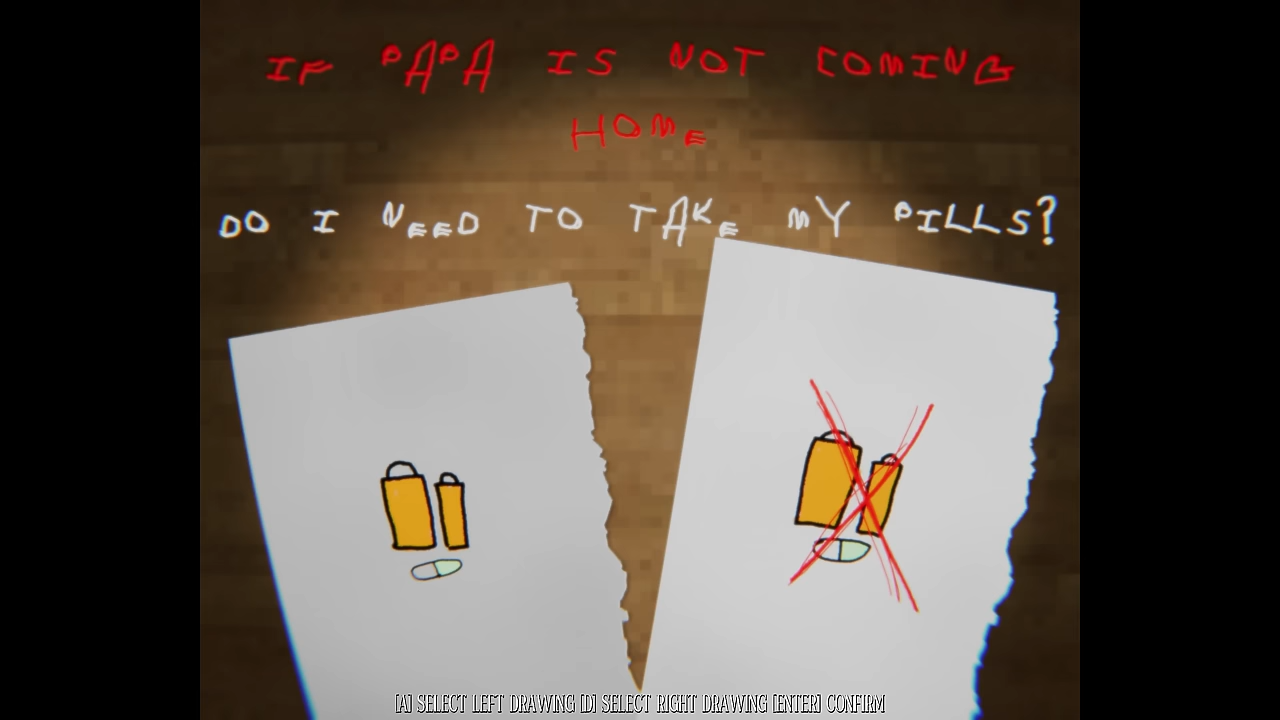 IF PAPA IS NOT COMING
HOME
DO I NEED TO TAKE MY PILLS?
[A] SELECT LEFT DRAWING [D] SELECT RIGHT DRAWING [ENTER] CONFIRM